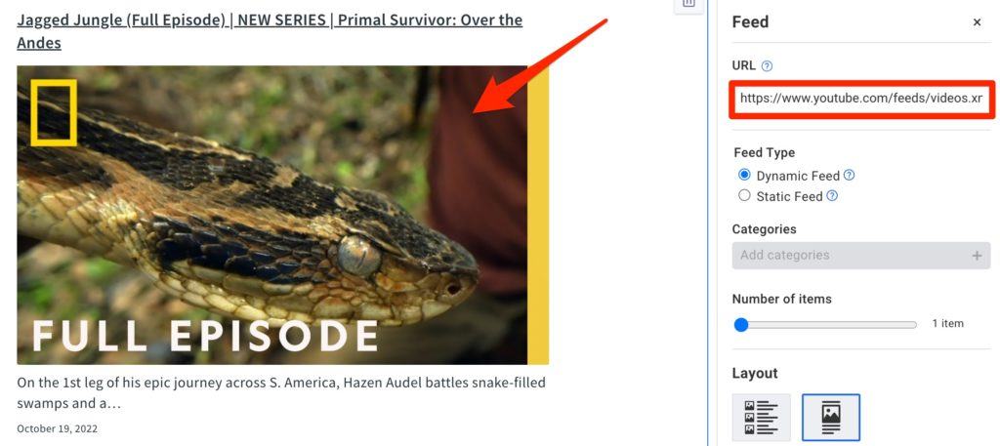 Jagged Jungle (Full Episode) | NEW SERIES | Primal Survivor: Over the
Andes
FULL EPISODE
On the 1st leg of his epic journey across S. America, Hazen Audel battles snake-filled
swamps and a…
October 19, 2022
Feed
URL
https://www.youtube.com/feeds/videos.xr
Feed Type
Dynamic Feed
Static Feed
Categories
Add categories
Number of items
1 item
Layout